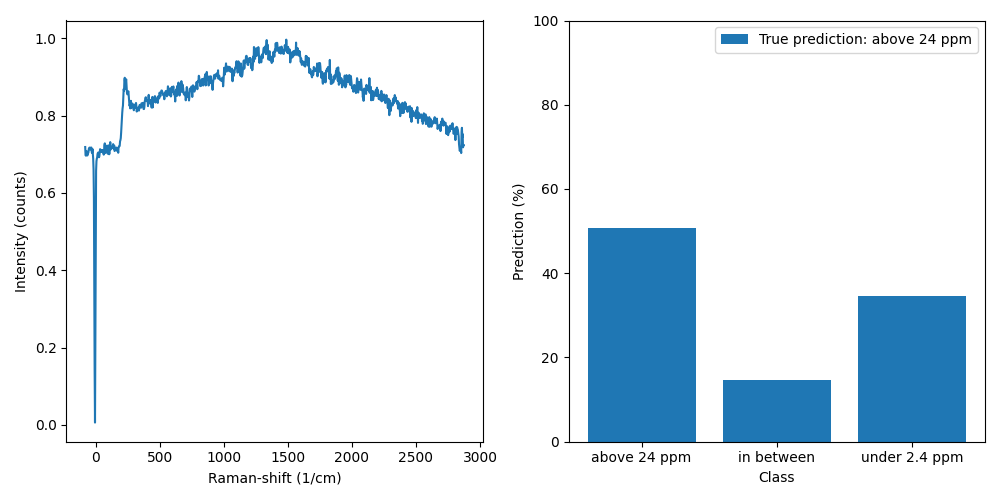 1.0
0.8
0.6
0.4
0.2
0.0
Intensity (counts)
0 500 1000 1500 2000 2500 3000
Raman-shift (1/cm)
100
80
60
40
20
0
Prediction (%)
True prediction: above 24 ppm
above 24 ppm in between under 2.4 ppm
Class